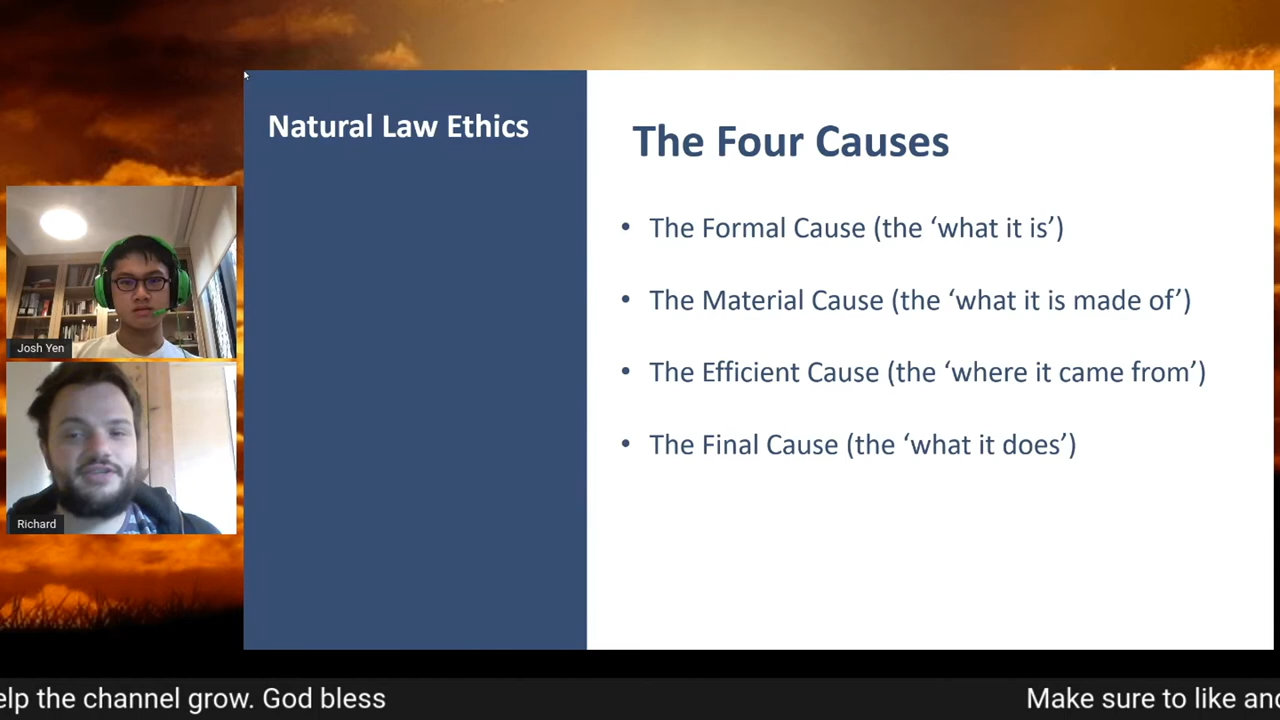 Natural Law Ethics
The Four Causes
• The Formal Cause (the ‘what it is’)
• The Material Cause (the ‘what it is made of’)
• The Efficient Cause (the ‘where it came from’)
• The Final Cause (the ‘what it does’)
Josh Yen
Richard
elp the channel grow. God bless
Make sure to like and